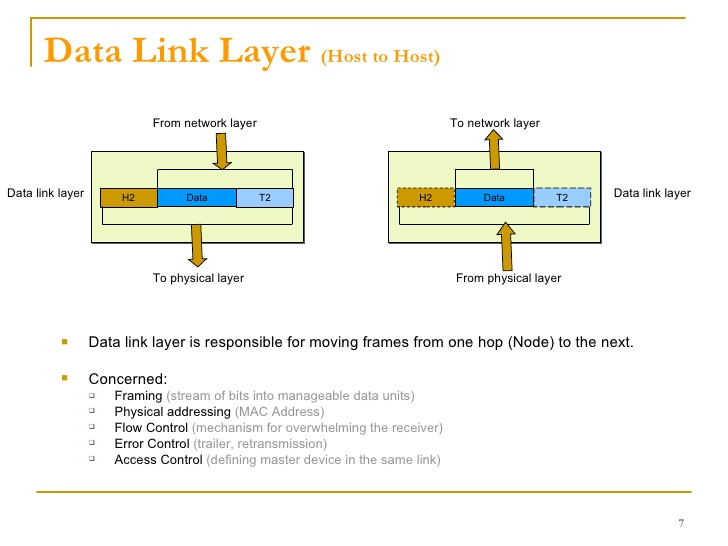 Data Link Layer (Host to Host)
From network layer
To network layer
Data link layer
H2
Data
T2
H2
Data
T2
Data link layer
To physical layer
From physical layer
Data link layer is responsible for moving frames from one hop (Node) to the next.
Concerned:
Framing (stream of bits into manageable data units)
Physical addressing (MAC Address)
Flow Control (mechanism for overwhelming the receiver)
Error Control (trailer, retransmission)
Access Control (defining master device in the same link)
7